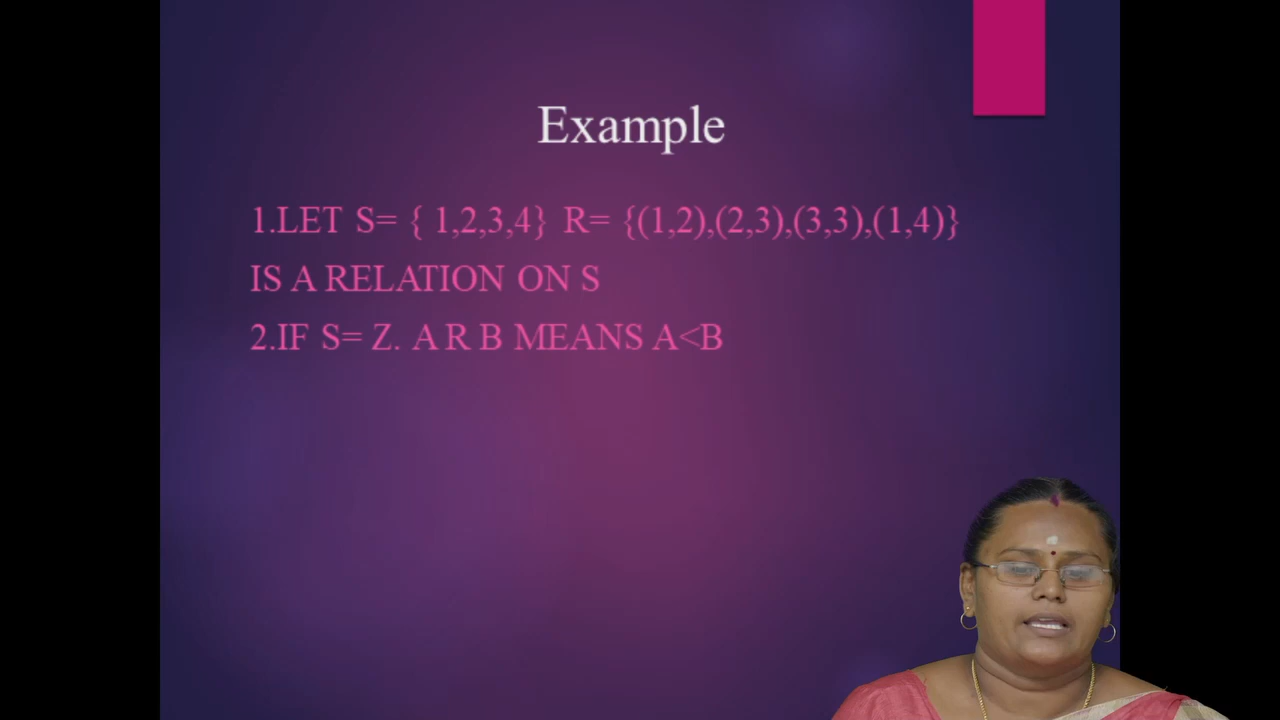 Example
1.LET S= { 1,2,3,4} R= {(1,2),(2,3),(3,3),(1,4)}
IS A RELATION ON S
2.IF S= Z. A R B MEANS A<B